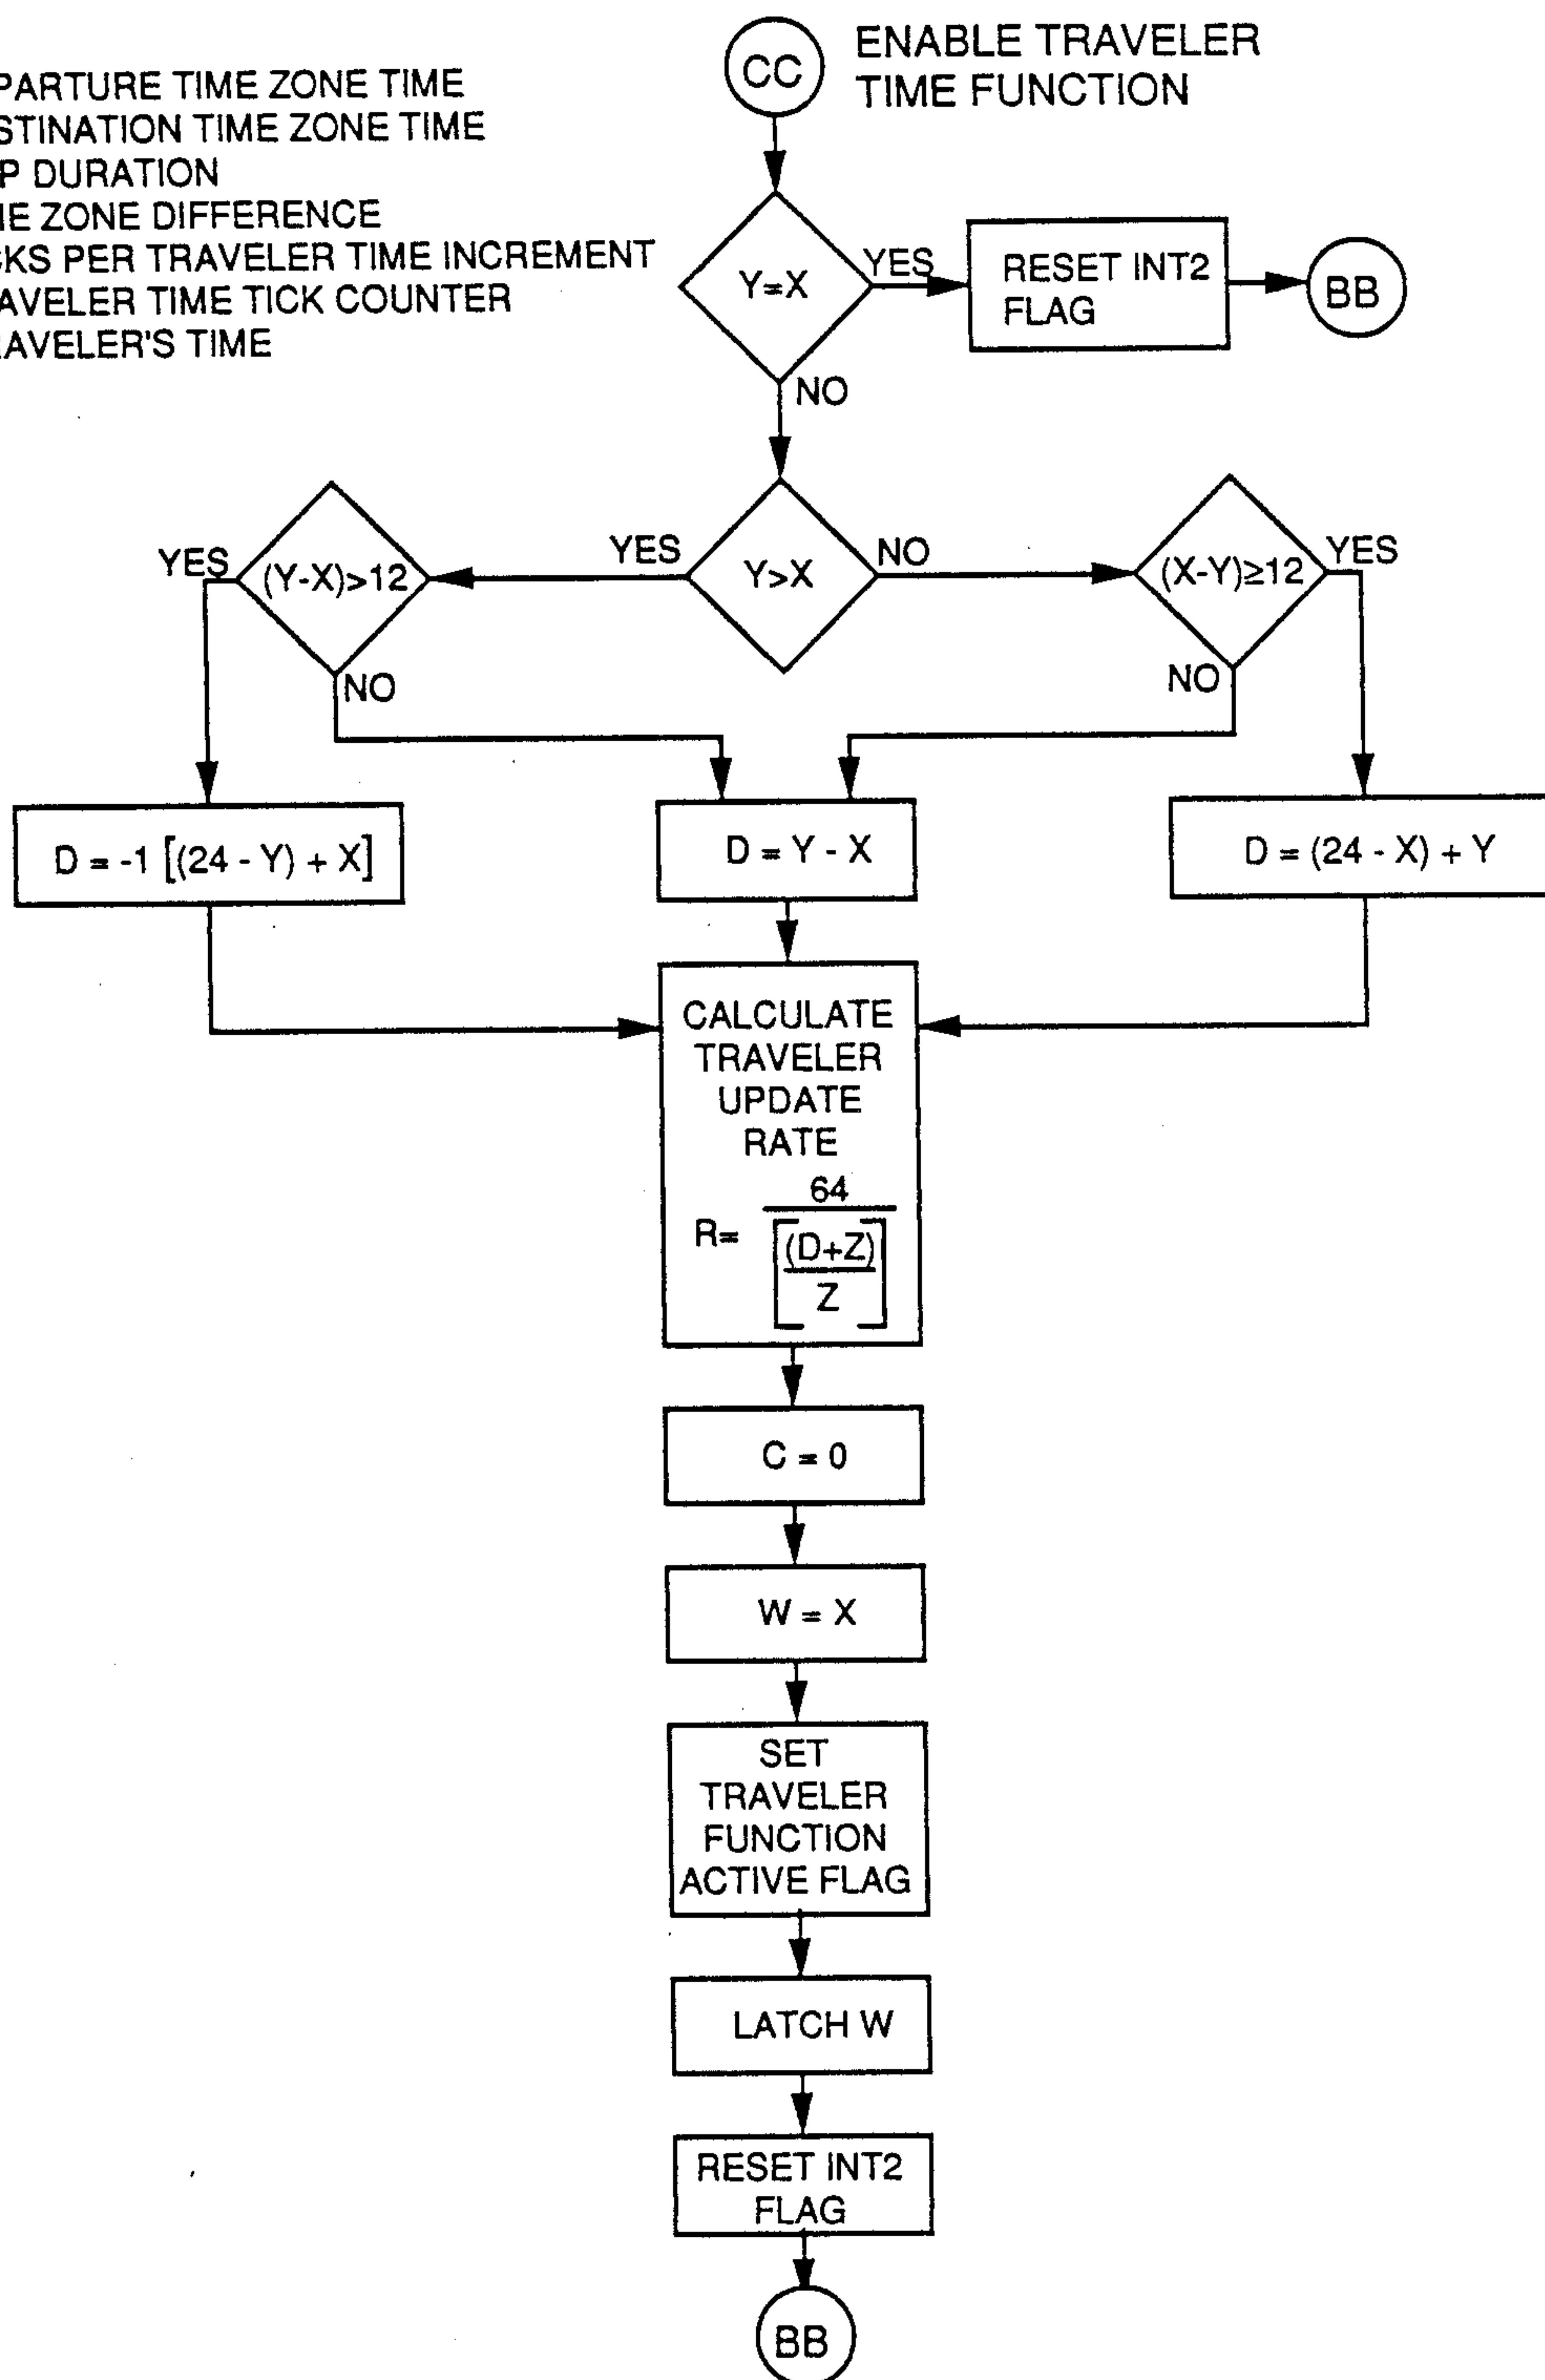 PARTURE TIME ZONE TIME
STINATION TIME ZONE TIME
P DURATION
ZONE DIFFERENCE
CKS PER TRAVELER TIME INCREMENT
AVELER TIME TICK COUNTER
AVELER'S TIME
CC
ENABLE TRAVELER
TIME FUNCTION
Y=X
YES
RESET INT2
FLAG
BB
NO
YES
(Y-X)>12
YES
Y>X
NO
(X-Y)≥12
YES
NO
NO
D = -1 [(24 - Y) + X]
D = Y - X
D = (24 - X) + Y
CALCULATE
TRAVELER
UPDATE
RATE
64
R=
(D+Z)
Z
C = 0
W = X
SET
TRAVELER
FUNCTION
ACTIVE FLAG
LATCH W
RESET INT2
FLAG
BB